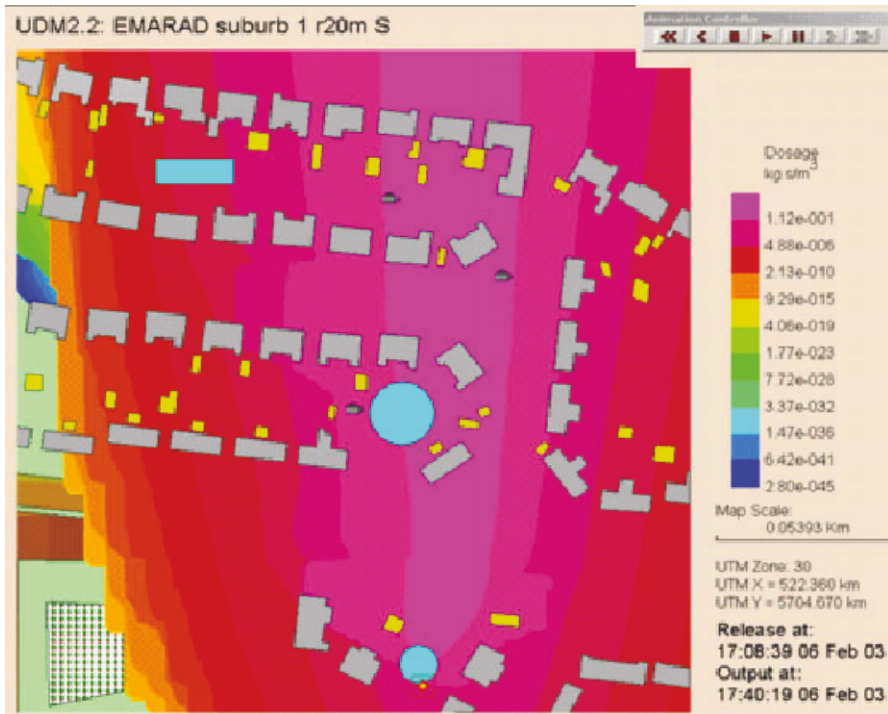 UDM2.2: EMARAD suburb 1 r20m S
Animation Controller
Dosage
kg s/m3
1.12e-001
4.88e-006
2.13e-010
9.29e-015
4.06e-019
1.77e-023
7.72e-028
3.37e-032
1.47e-036
6.42e-041
2.80e-045
Map Scale:
0.05393 Km
UTM Zone: 30
UTM X = 522.360 km
UTM Y = 5704.670 km
Release at:
17:08:39 06 Feb 03
Output at:
17:40:19 06 Feb 03